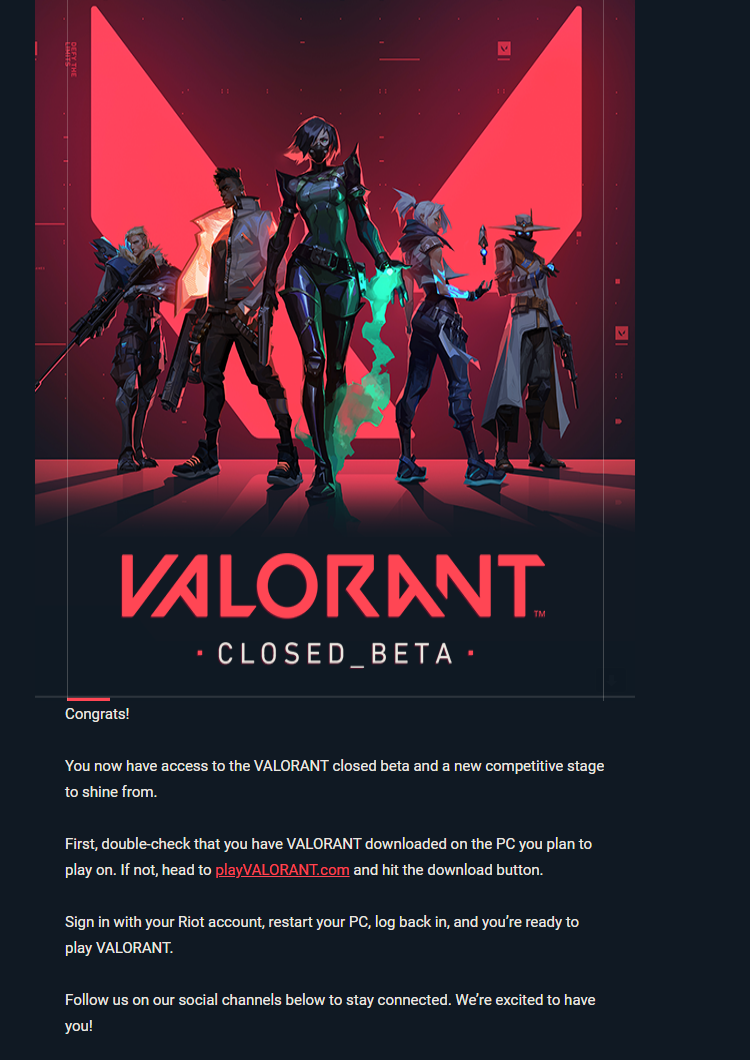 DEFY THE
LIMITS
VALORANT™
· CLOSED_BETA ·
Congrats!
You now have access to the VALORANT closed beta and a new competitive stage
to shine from.
First, double-check that you have VALORANT downloaded on the PC you plan to
play on. If not, head to playVALORANT.com and hit the download button.
Sign in with your Riot account, restart your PC, log back in, and you’re ready to
play VALORANT.
Follow us on our social channels below to stay connected. We’re excited to have
you!